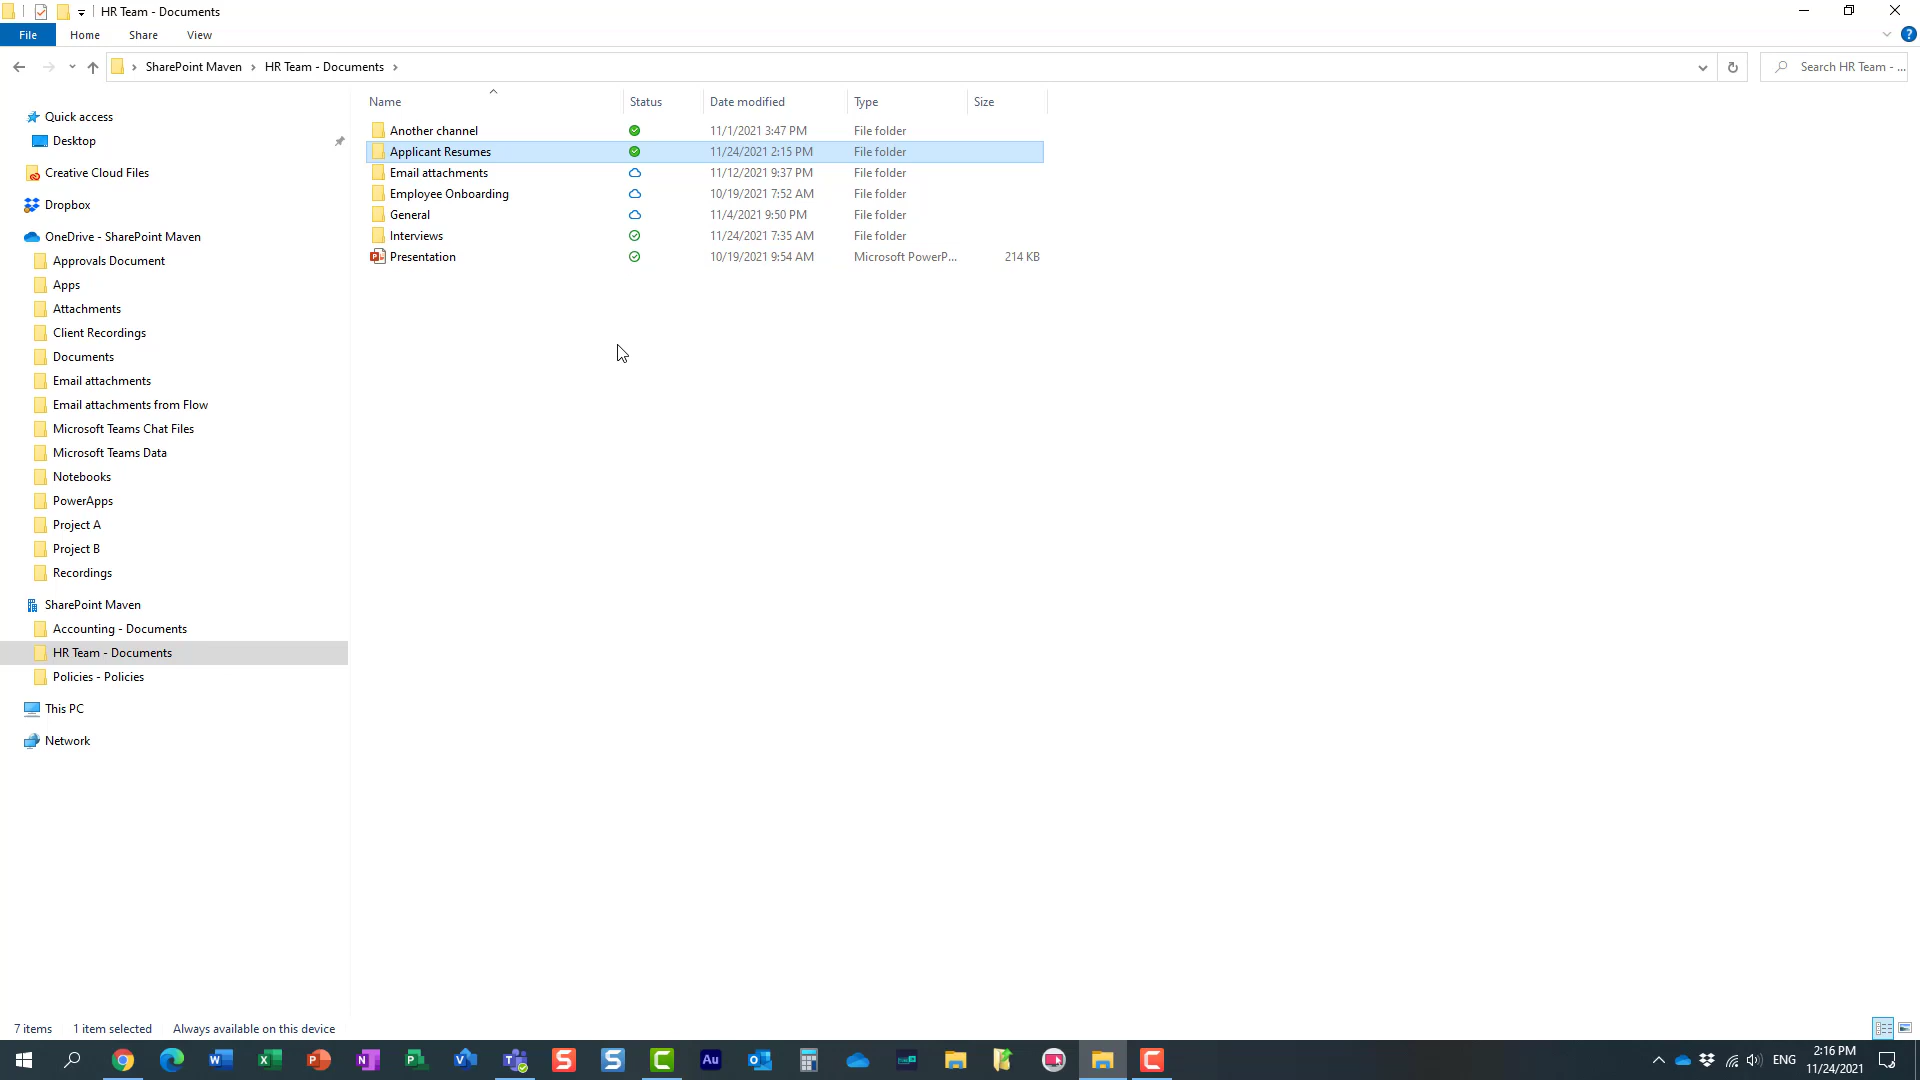 HR Team - Documents
File Home Share View
SharePoint Maven HR Team - Documents Search HR Team - ...
Name Status Date modified Type Size
Another channel 11/1/2021 3:47 PM File folder
Applicant Resumes 11/24/2021 2:15 PM File folder
Email attachments 11/12/2021 9:37 PM File folder
Employee Onboarding 10/19/2021 7:52 AM File folder
General 11/4/2021 9:50 PM File folder
Interviews 11/24/2021 7:35 AM File folder
Presentation 10/19/2021 9:54 AM Microsoft PowerP... 214 KB
Quick access
Desktop
Creative Cloud Files
Dropbox
OneDrive - SharePoint Maven
Approvals Document
Apps
Attachments
Client Recordings
Documents
Email attachments
Email attachments from Flow
Microsoft Teams Chat Files
Microsoft Teams Data
Notebooks
PowerApps
Project A
Project B
Recordings
SharePoint Maven
Accounting - Documents
HR Team - Documents
Policies - Policies
This PC
Network
7 items 1 item selected Always available on this device
ENG 2:16 PM
11/24/2021